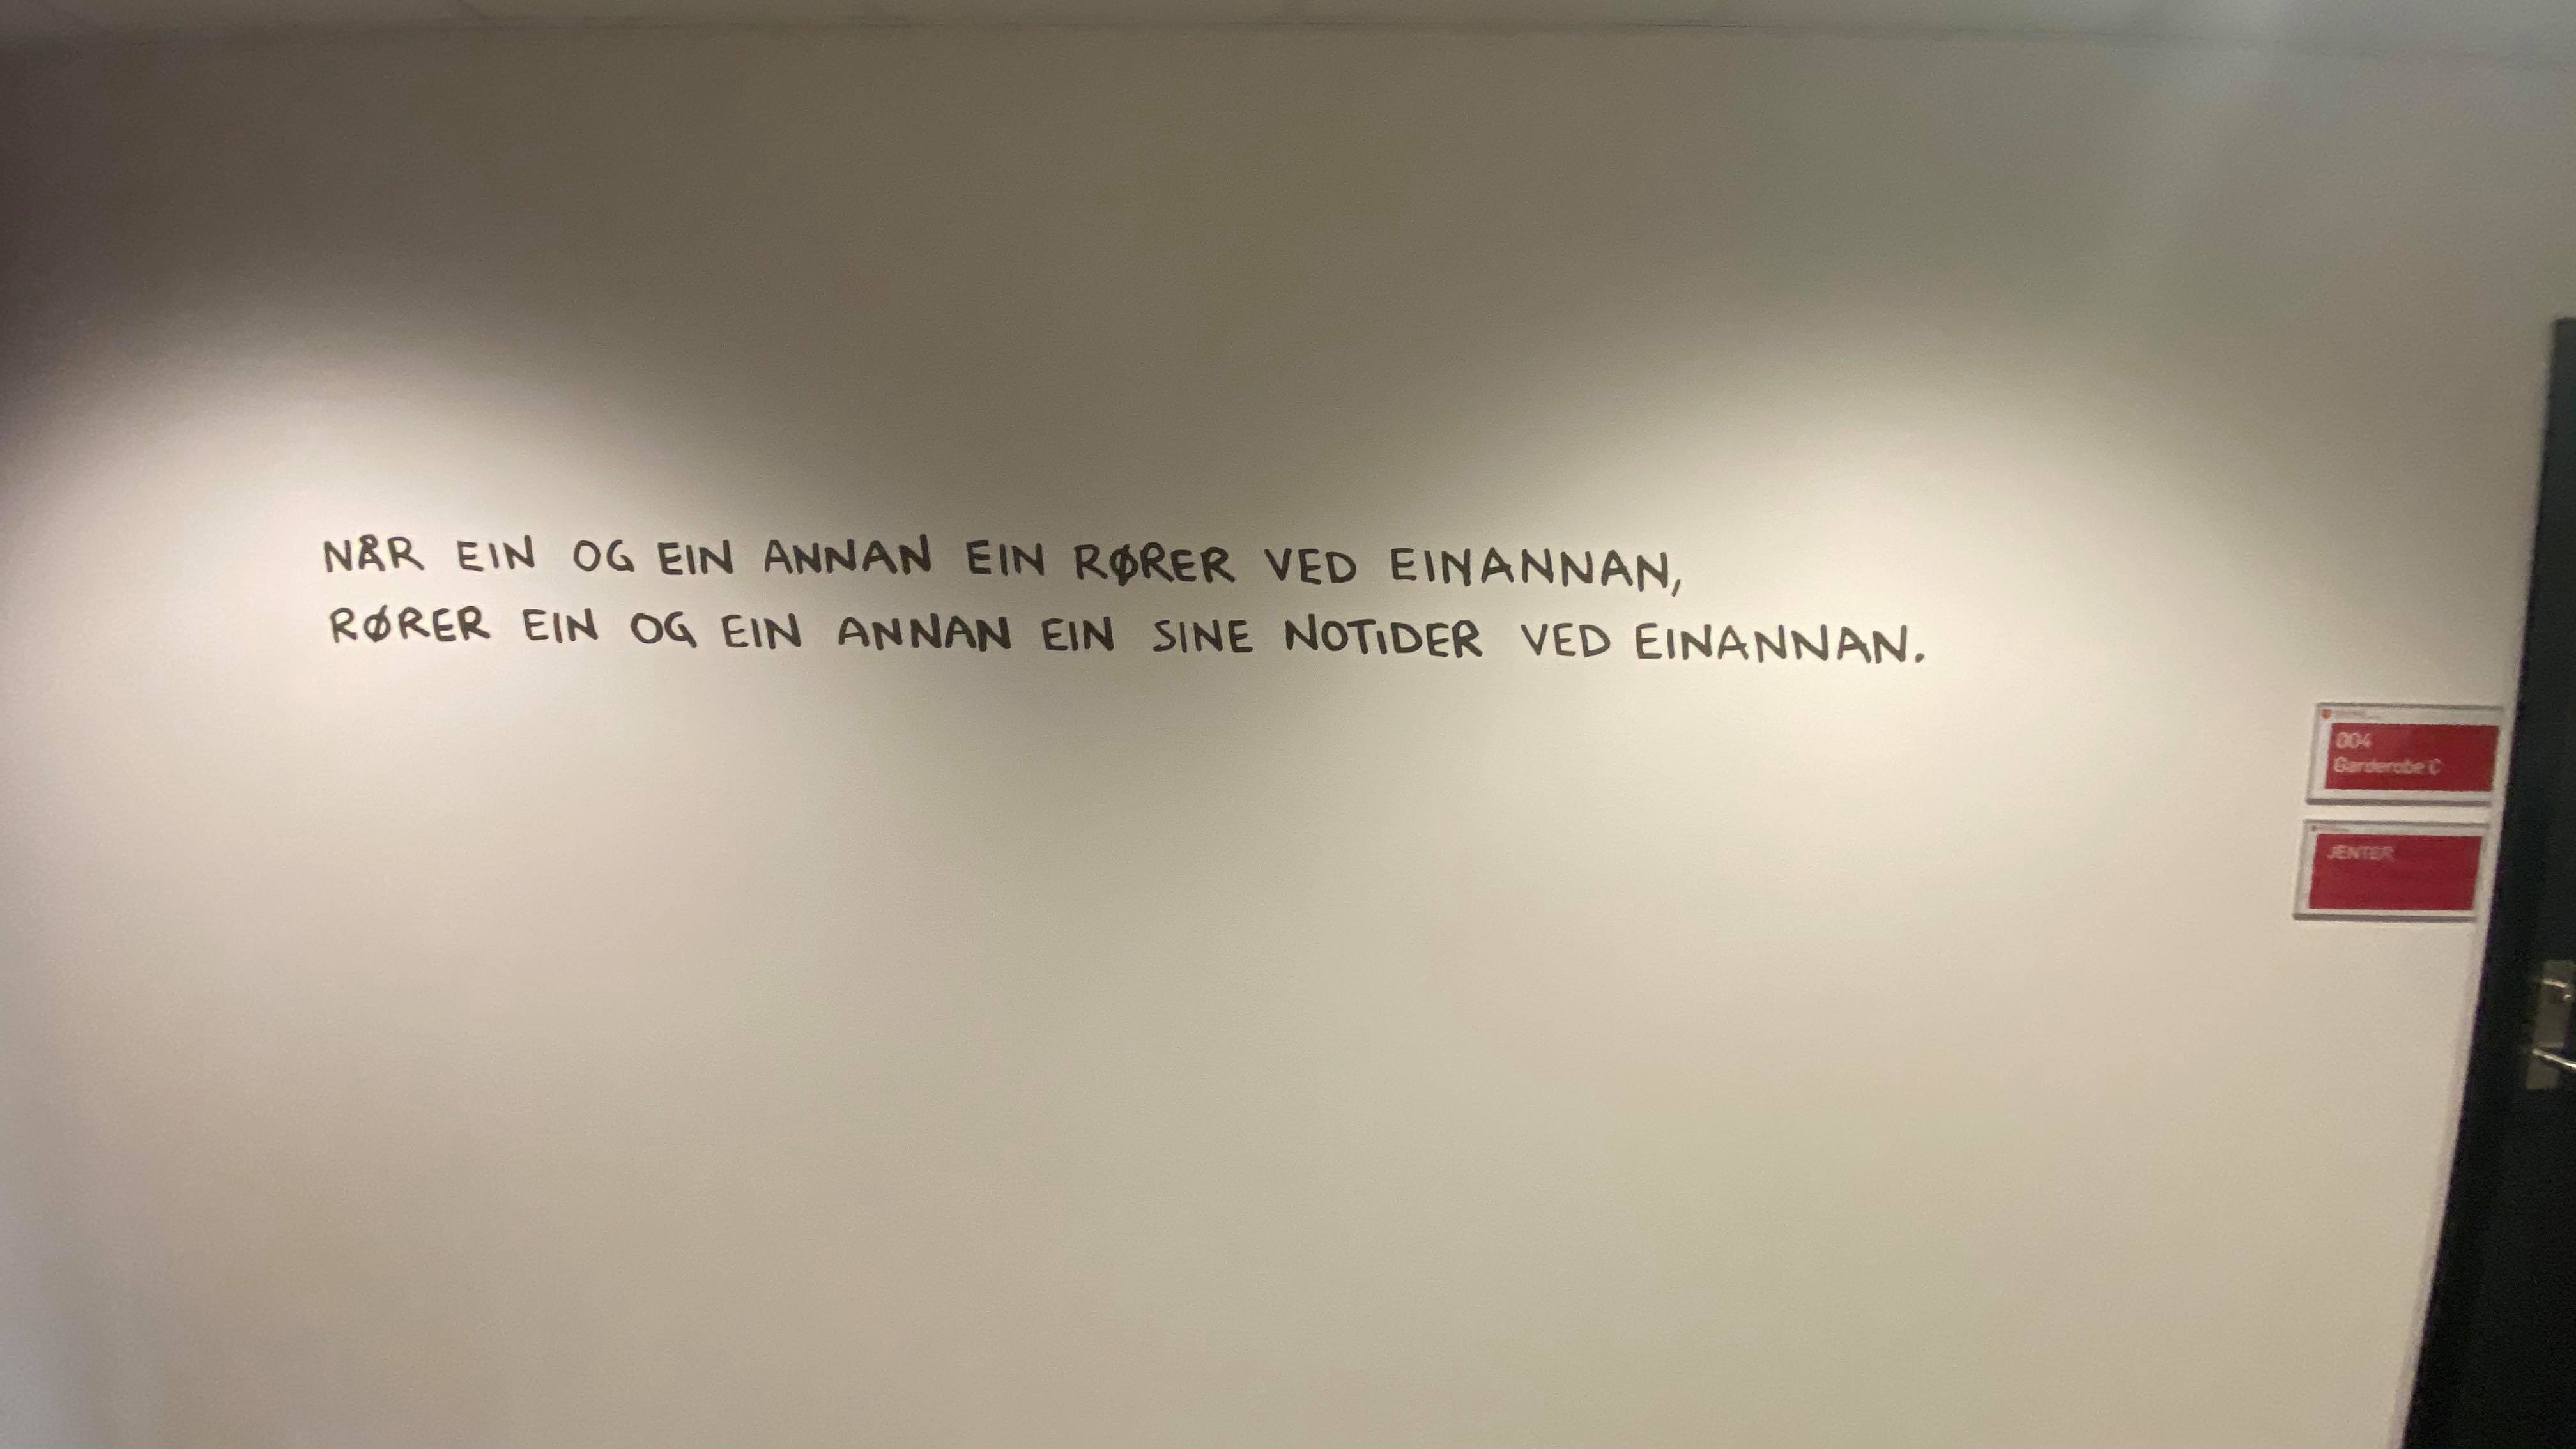 NÅR EIN OG EIN ANNAN EIN RØRER VED EINANNAN,
RØRER EIN OG EIN ANNAN EIN SINE NOTIDER VED EINANNAN.
004
Garderobe C
JENTER